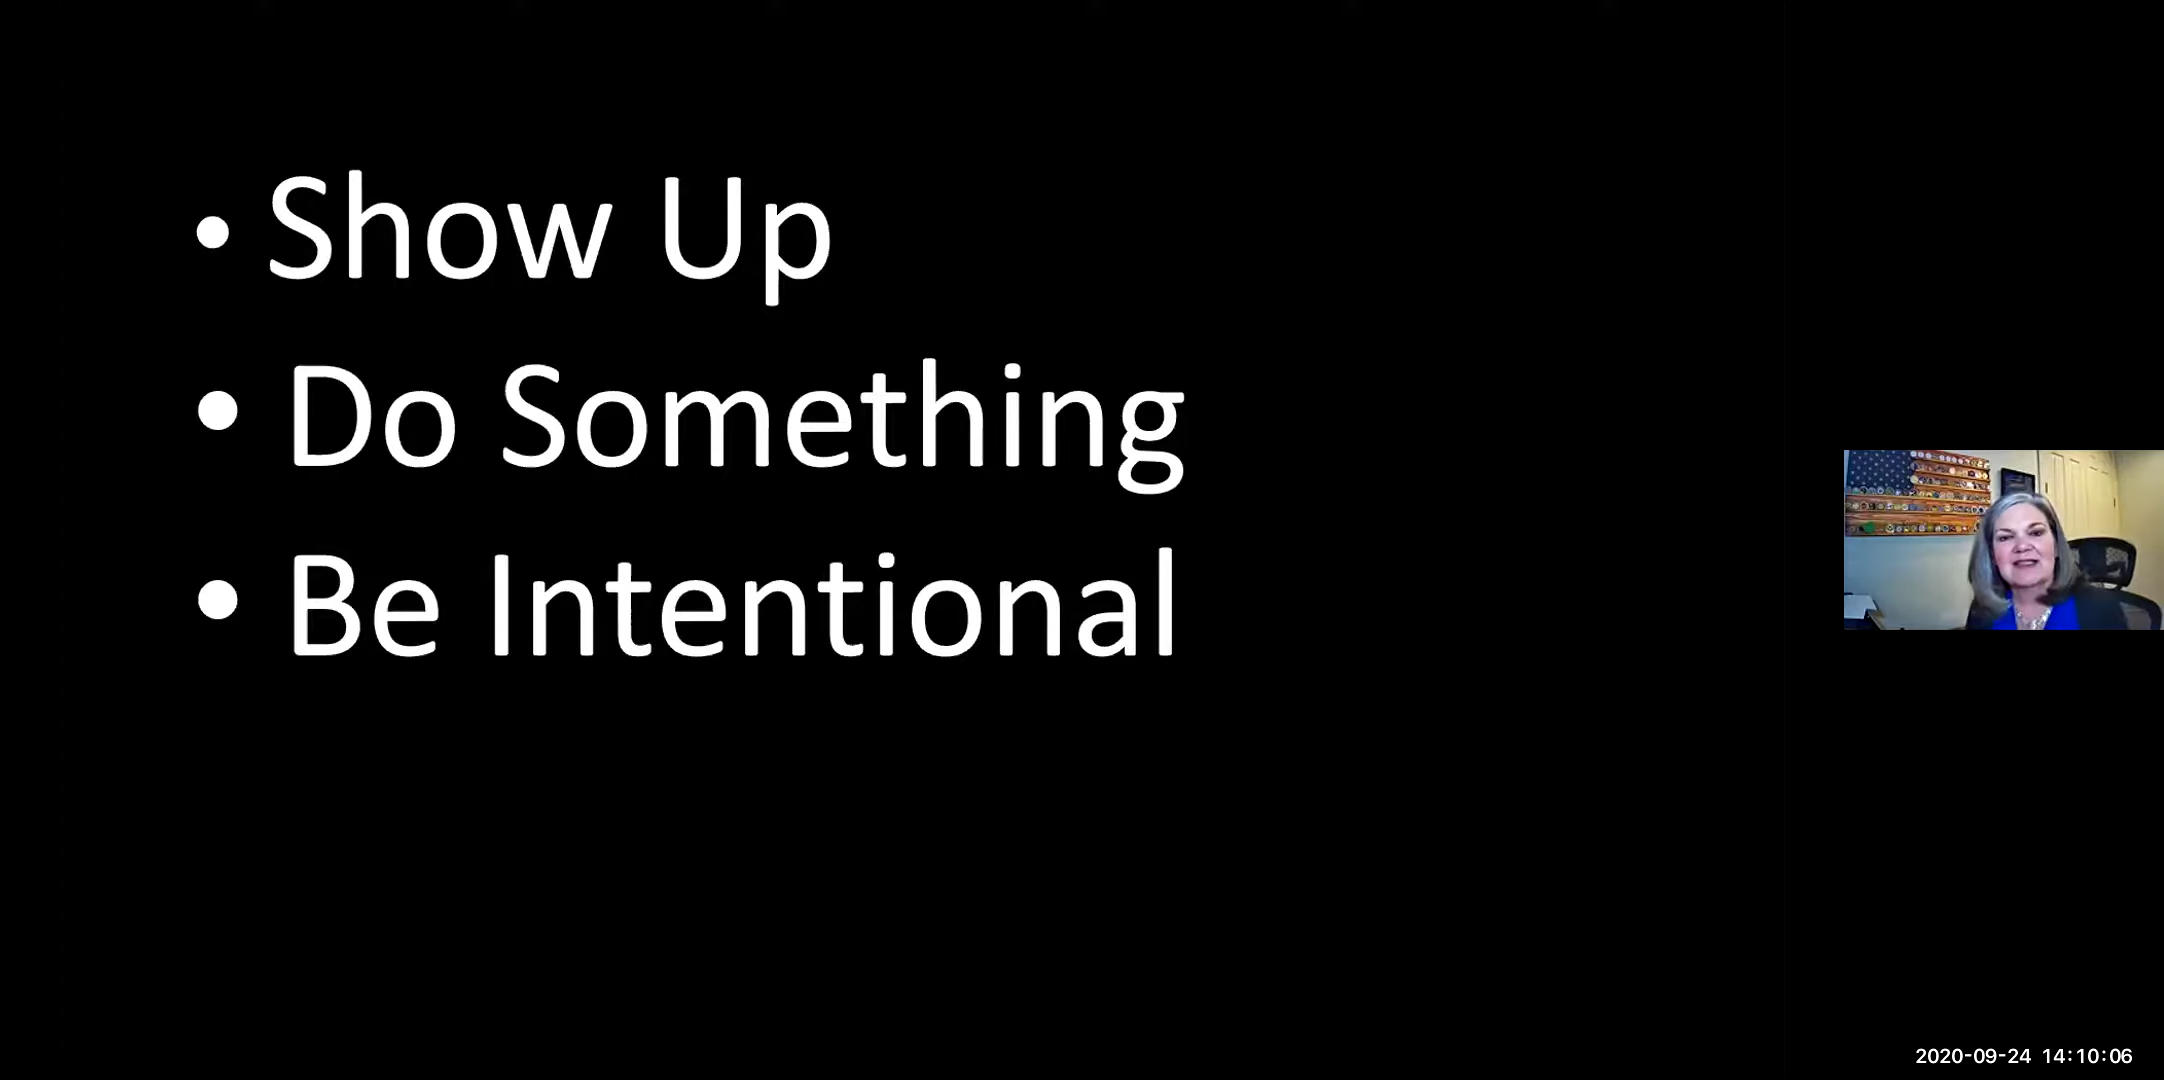 • Show Up
• Do Something
• Be Intentional
2020-09-24 14:10:06